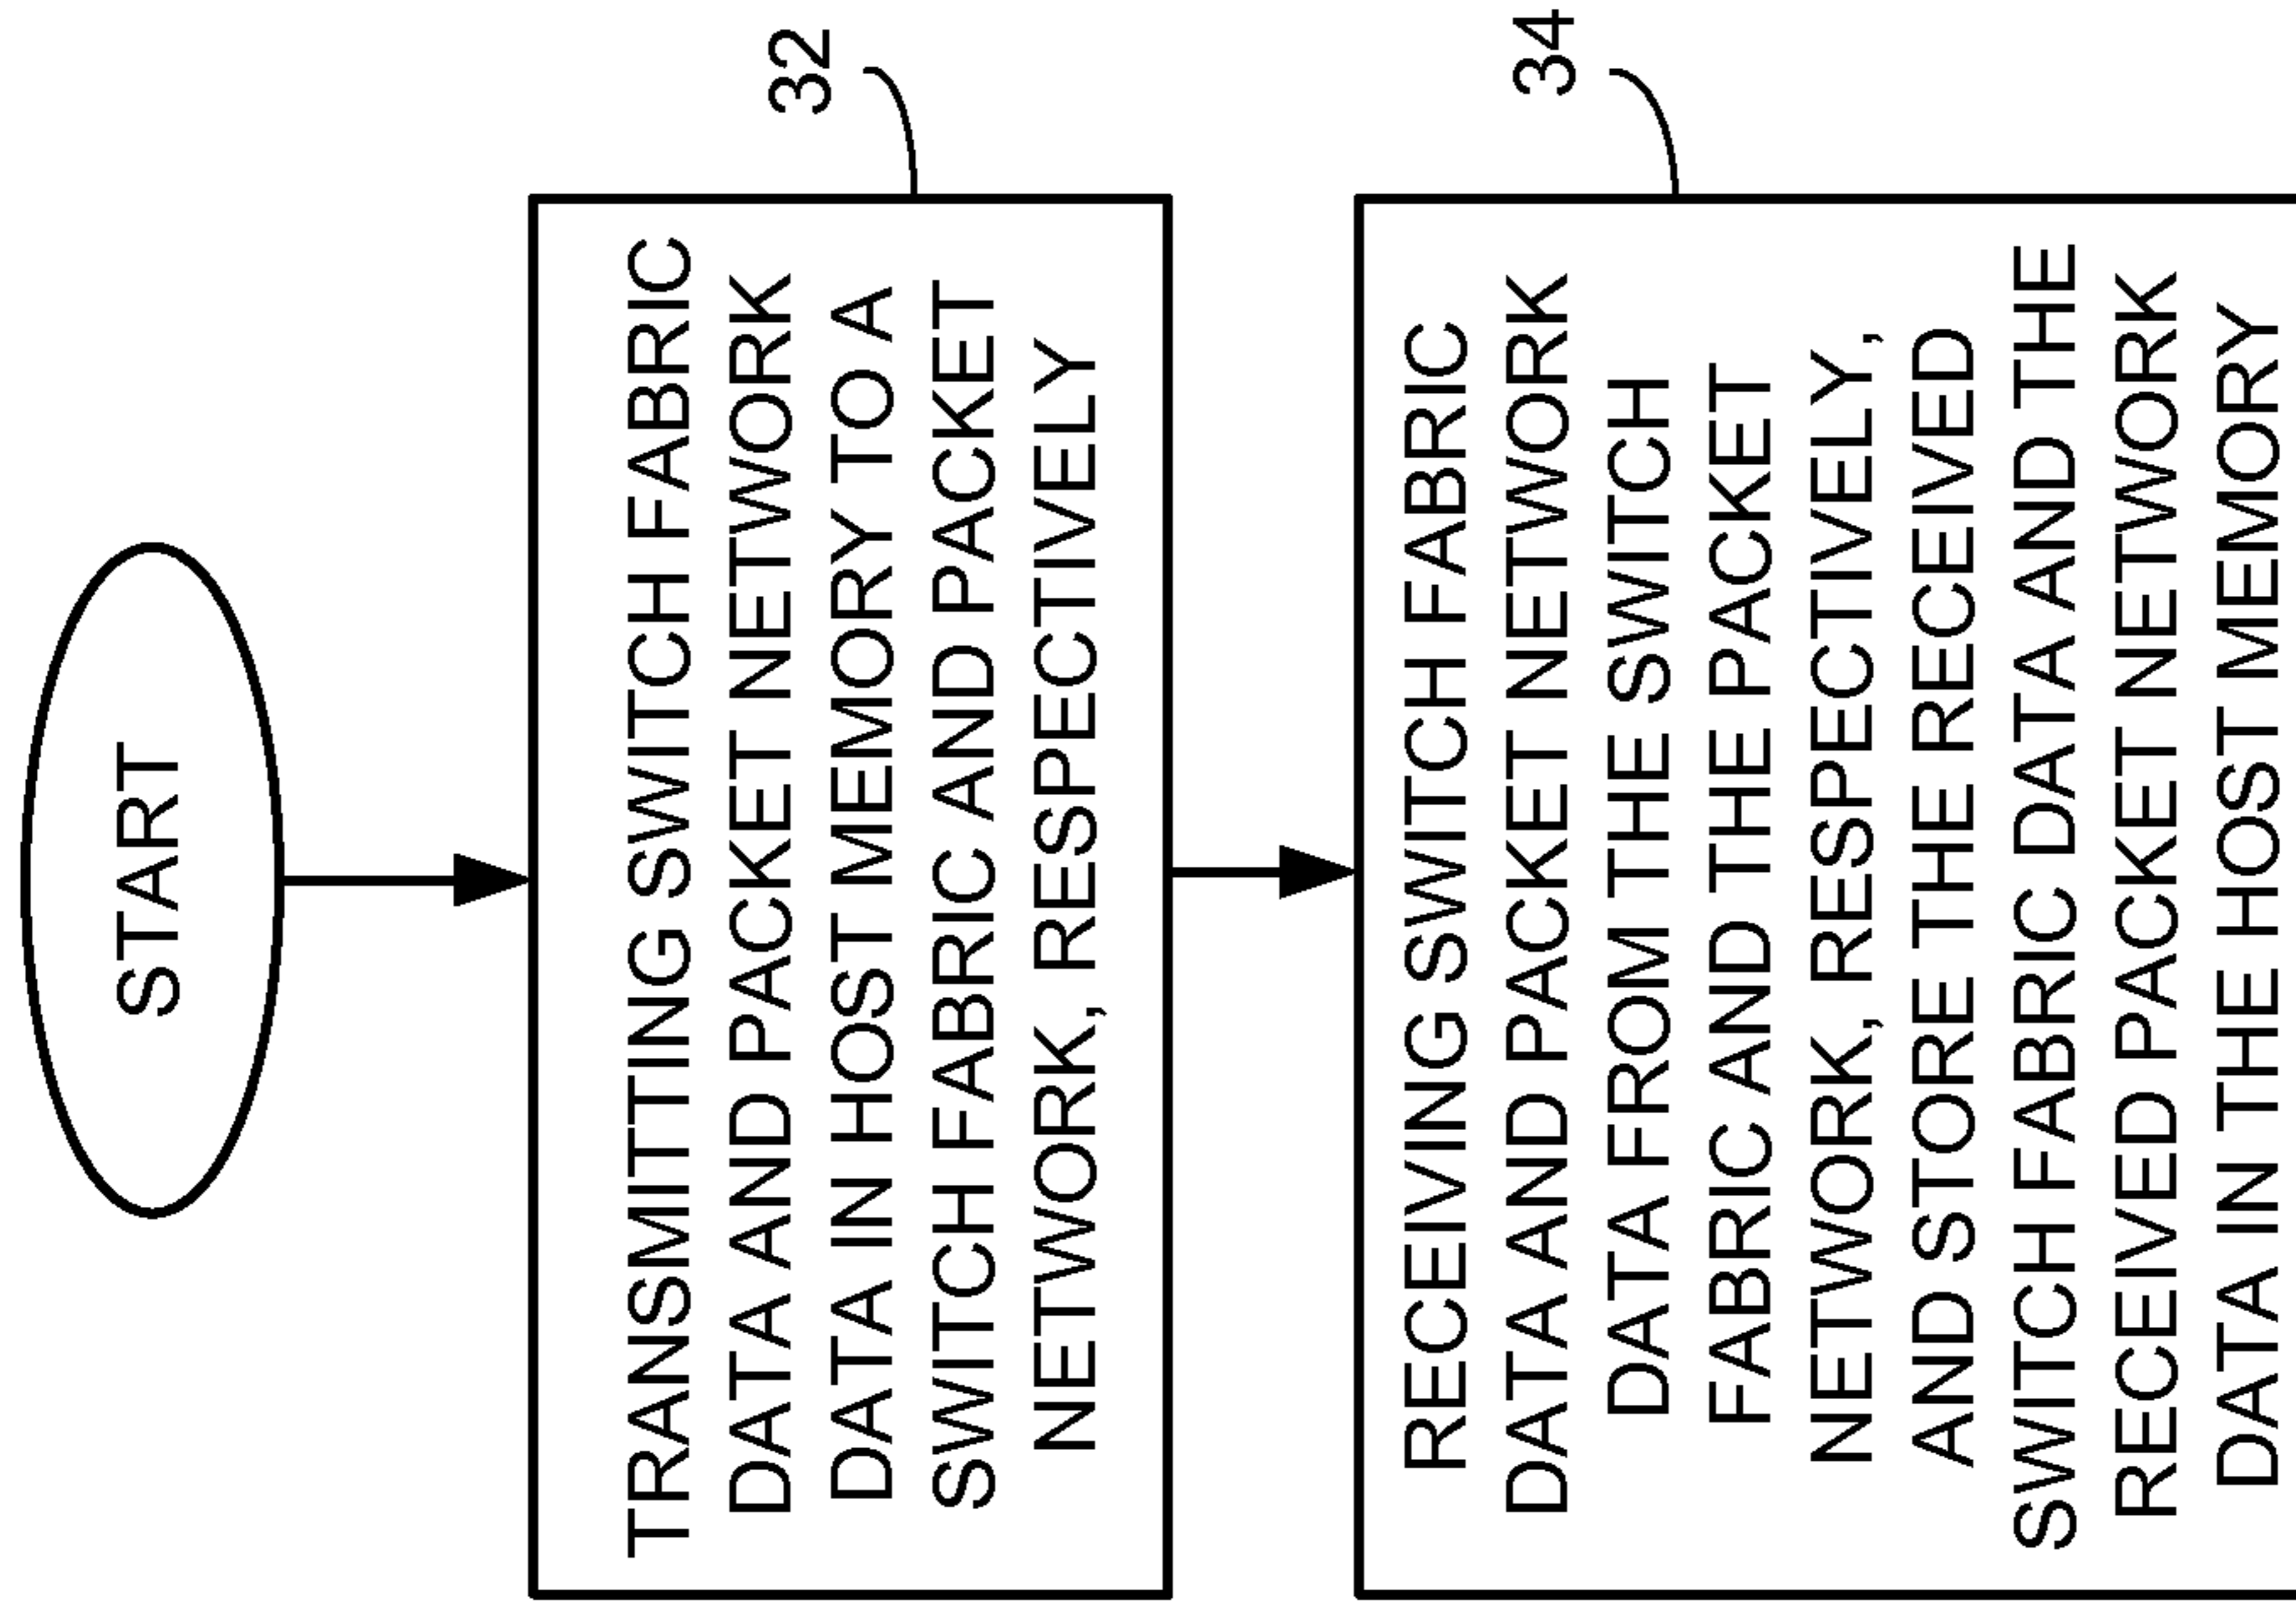 START
32
TRANSMITTING SWITCH FABRIC
DATA AND PACKET NETWORK
DATA IN HOST MEMORY TO A
SWITCH FABRIC AND PACKET
NETWORK, RESPECTIVELY
34
RECEIVING SWITCH FABRIC
DATA AND PACKET NETWORK
DATA FROM THE SWITCH
FABRIC AND THE PACKET
NETWORK, RESPECTIVELY,
AND STORE THE RECEIVED
SWITCH FABRIC DATA AND THE
RECEIVED PACKET NETWORK
DATA IN THE HOST MEMORY